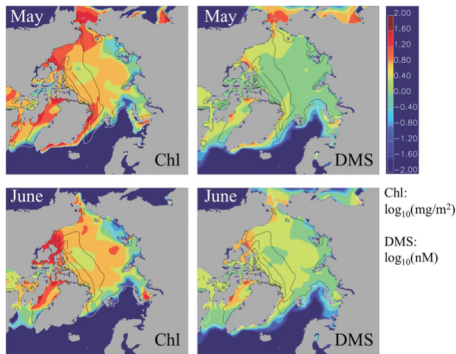 May
Chl
May
DMS
2.00
1.60
1.20
0.80
0.40
0.00
−0.40
−0.80
−1.20
−1.60
−2.00
June
Chl
June
DMS
Chl:
log₁₀(mg/m²)
DMS:
log₁₀(nM)